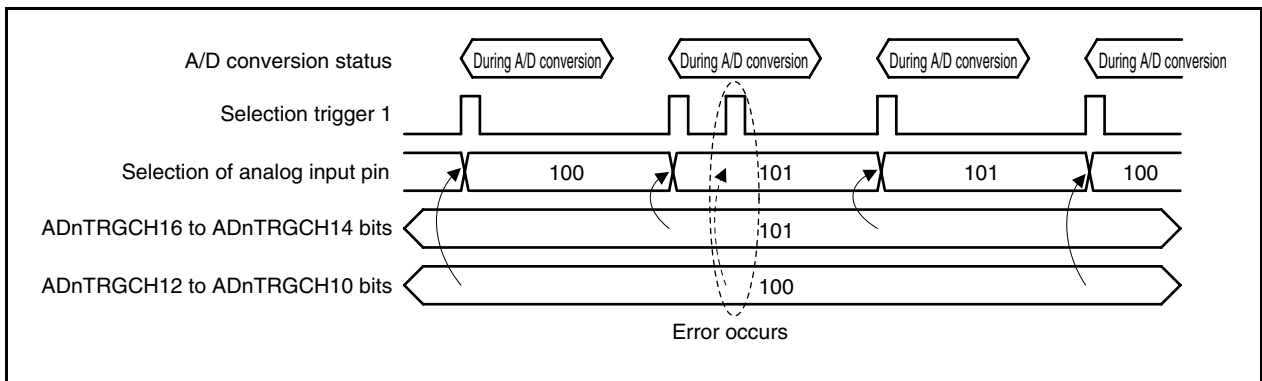 A/D conversion status
During A/D conversion During A/D conversion During A/D conversion During A/D conversion
Selection trigger 1
Selection of analog input pin
100 101 101 100
ADnTRGCH16 to ADnTRGCH14 bits
101
ADnTRGCH12 to ADnTRGCH10 bits
100
Error occurs